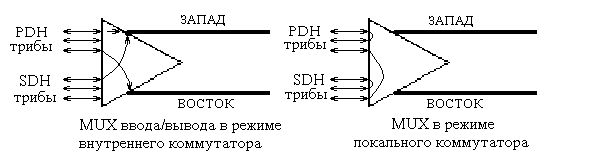 ЗАПАД
PDH
трибы
SDH
трибы
ВОСТОК
MUX ввода/вывода в режиме
внутреннего коммутатора
ЗАПАД
PDH
трибы
SDH
трибы
ВОСТОК
MUX в режиме
покального коммутатора